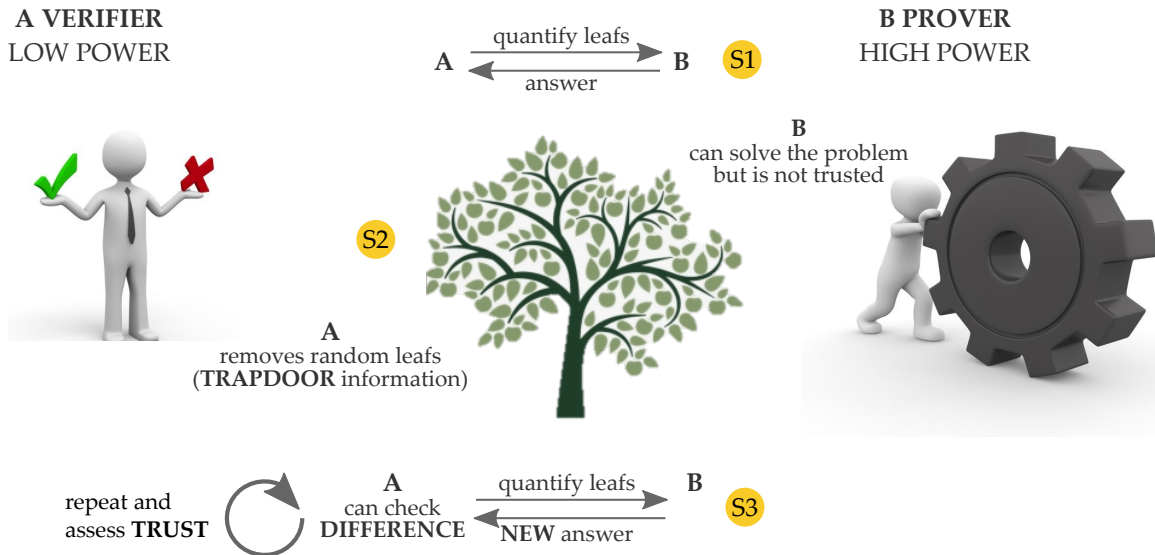 A VERIFIER
LOW POWER
quantify leafs
A
B
answer
S1
B PROVER
HIGH POWER
B
can solve the problem
but is not trusted
S2
A
removes random leafs
(TRAPDOOR information)
repeat and
assess TRUST
A
can check
DIFFERENCE
quantify leafs
B
NEW answer
S3